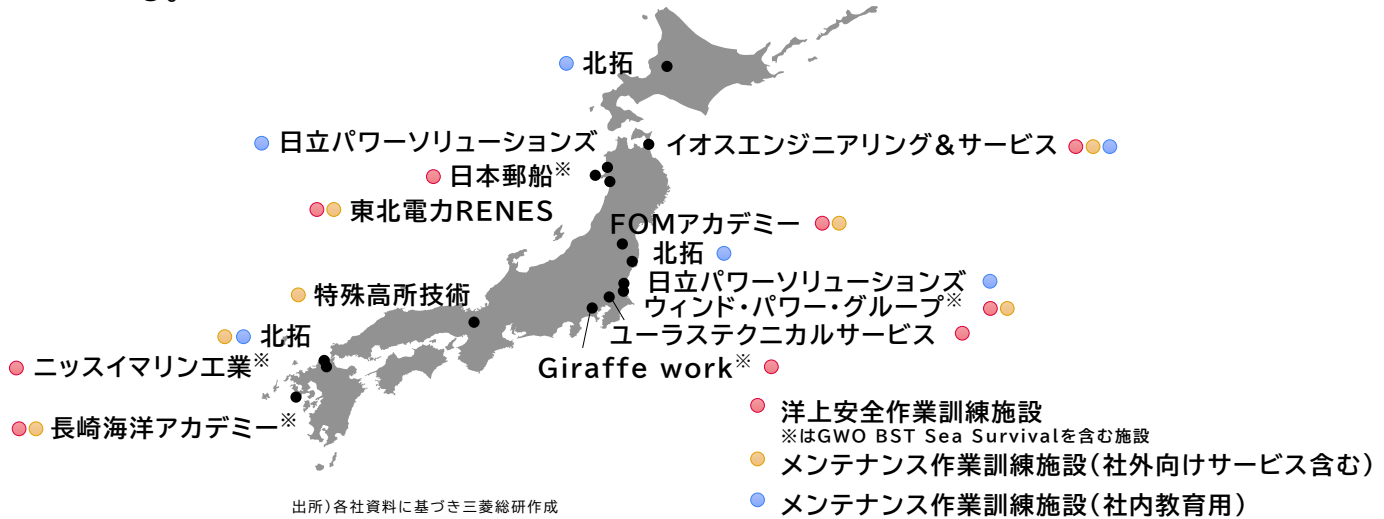 北拓
日立パワーソリューションズ
イオスエンジニアリング&サービス
日本郵船※
東北電力RENES
FOMアカデミー
北拓
日立パワーソリューションズ
特殊高所技術
ウィンド・パワー・グループ※
北拓
ユーラステクニカルサービス
ニッスイマリン工業※
Giraffe work※
長崎海洋アカデミー※
洋上安全作業訓練施設
※はGWO BST Sea Survivalを含む施設
メンテナンス作業訓練施設(社外向けサービス含む)
メンテナンス作業訓練施設(社内教育用)
出所)各社資料に基づき三菱総研作成